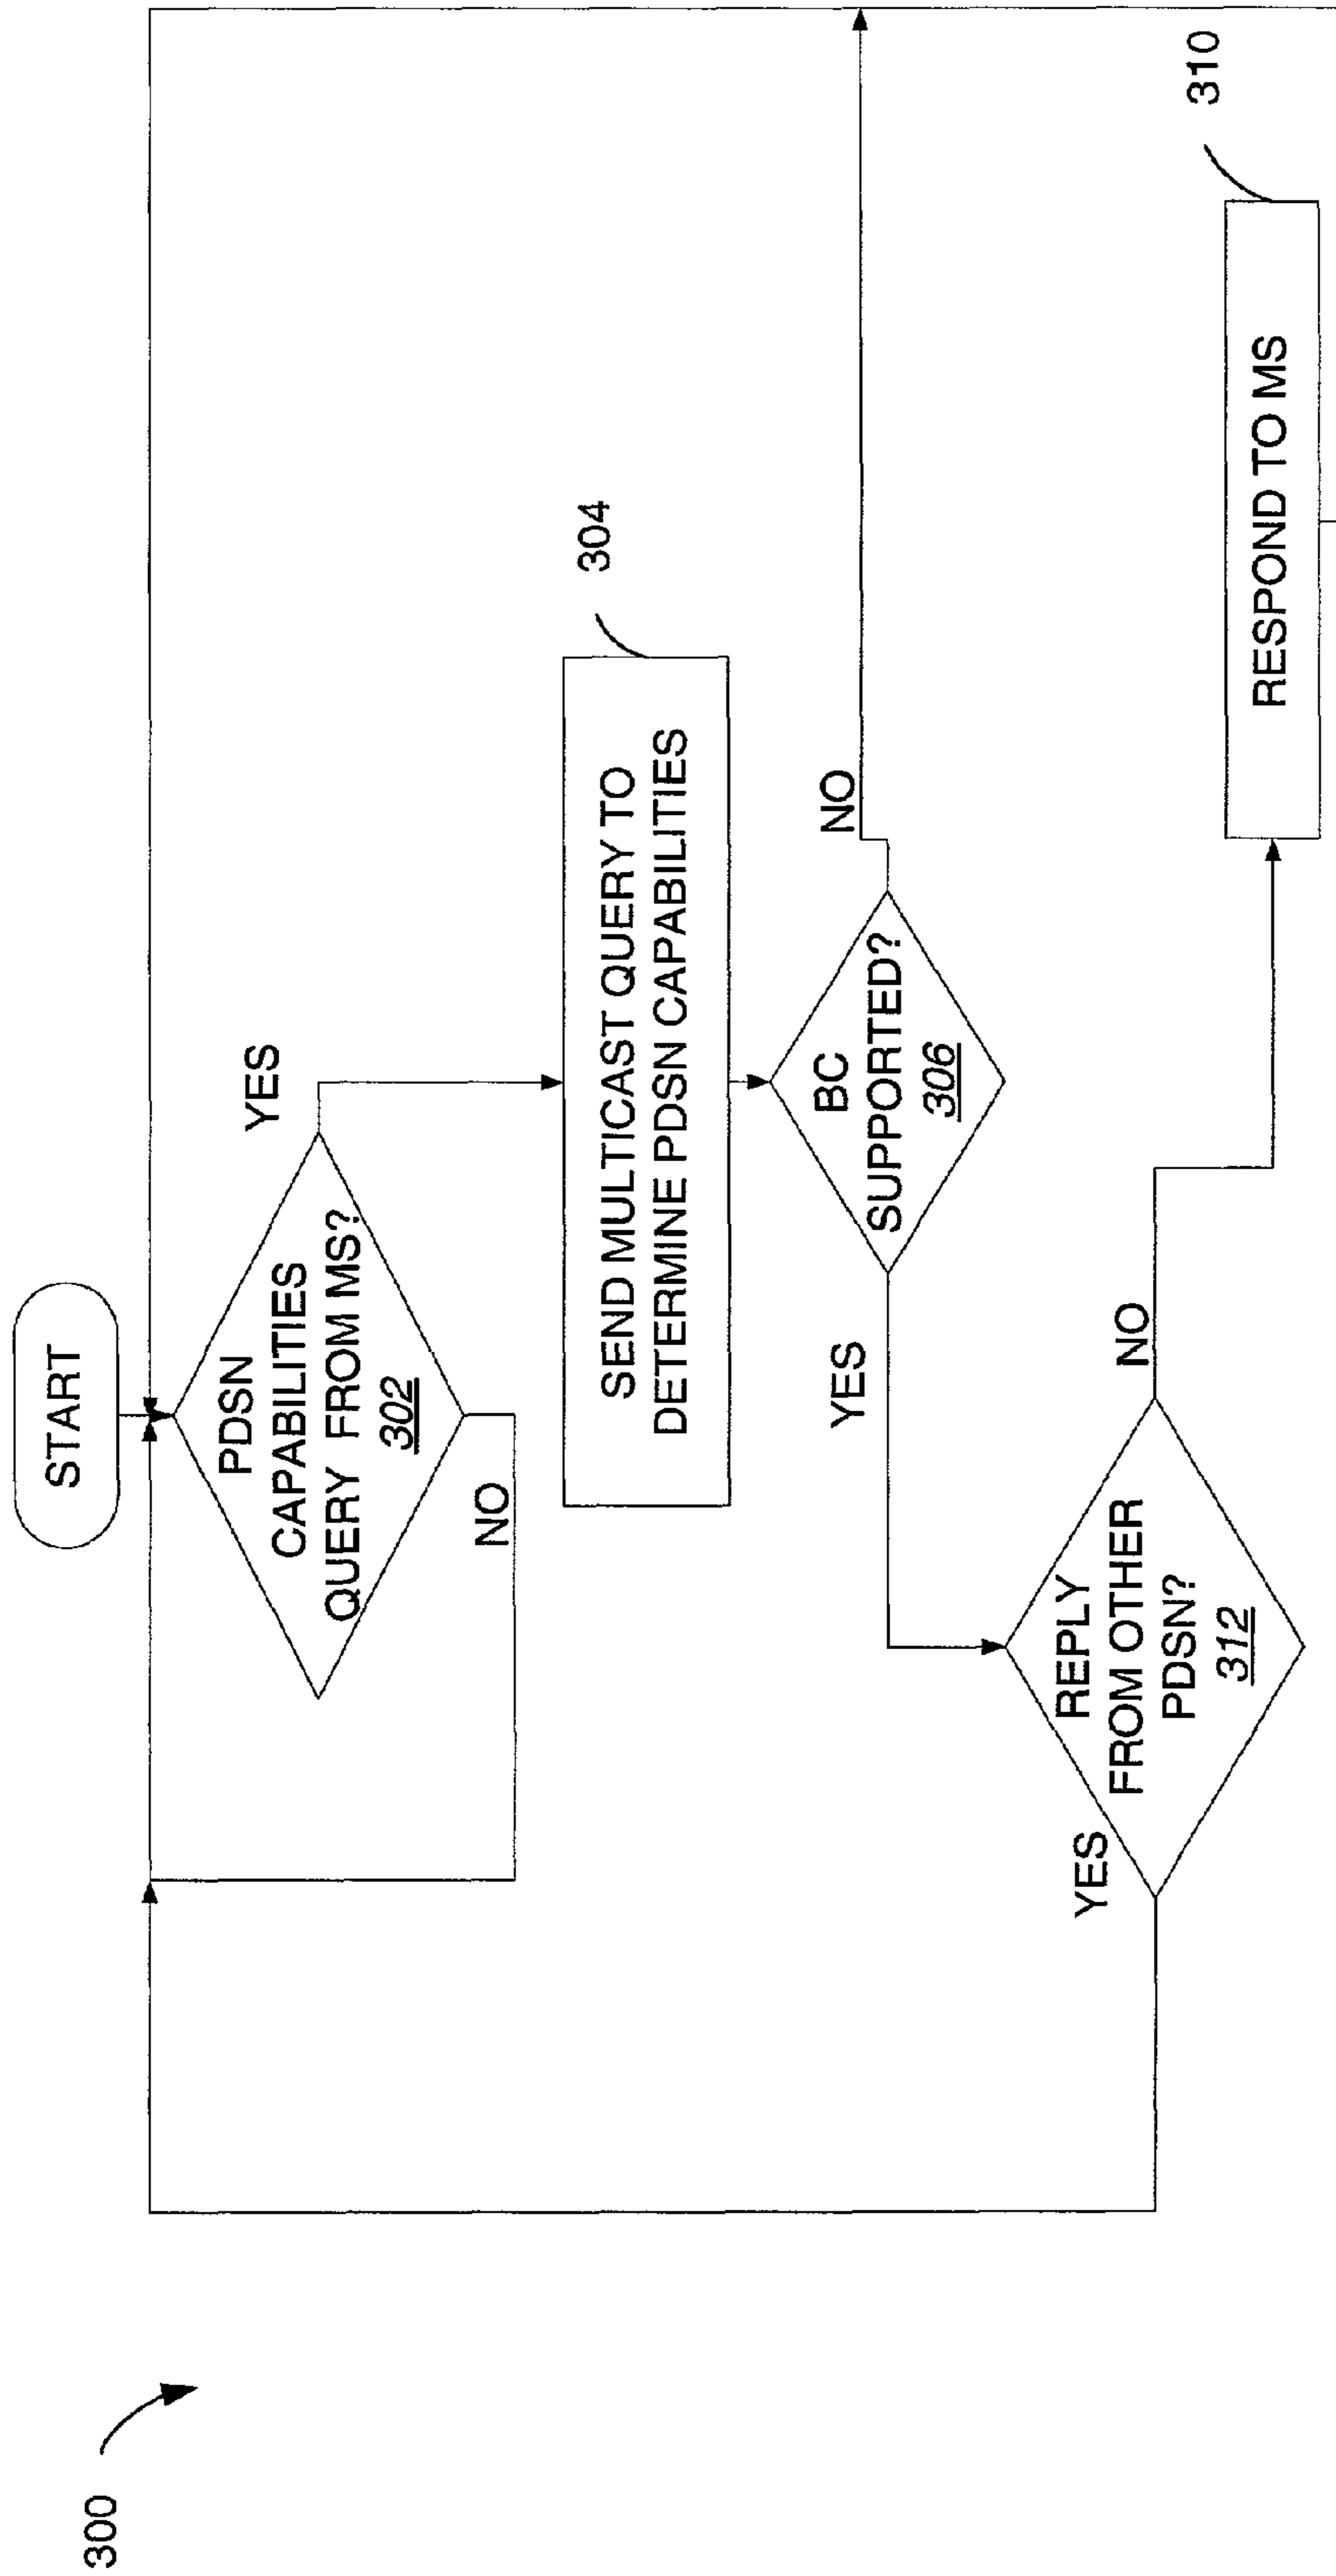 300
START
PDSN
CAPABILITIES
QUERY FROM MS?
302
YES
NO
SEND MULTICAST QUERY TO
DETERMINE PDSN CAPABILITIES
304
BC
SUPPORTED?
306
NO
YES
REPLY
FROM OTHER
PDSN?
312
YES
NO
RESPOND TO MS
310